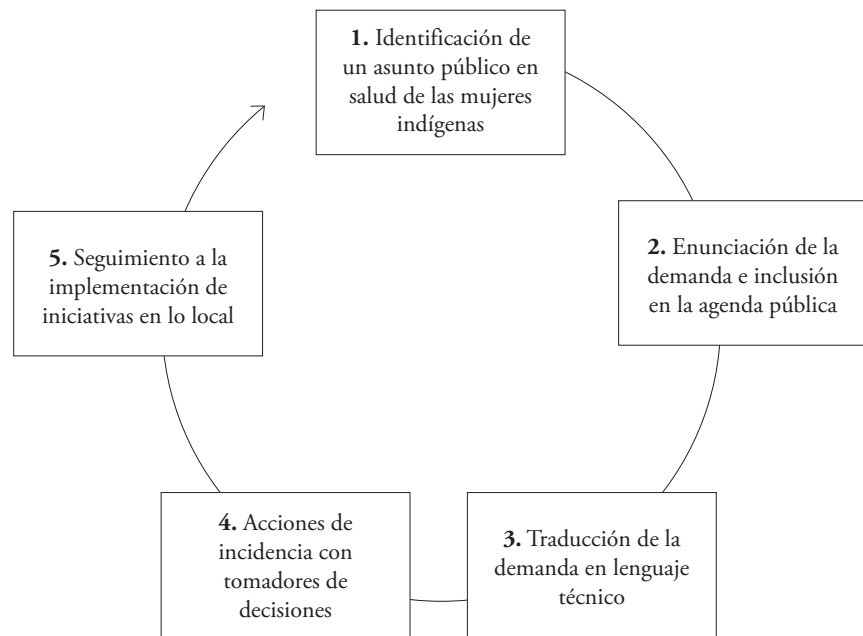 1. Identificación de
un asunto público en
salud de las mujeres
indígenas
2. Enunciación de la
demanda e inclusión
en la agenda pública
3. Traducción de la
demanda en lenguaje
técnico
4. Acciones de
incidencia con
tomadores de
decisiones
5. Seguimiento a la
implementación de
iniciativas en lo local